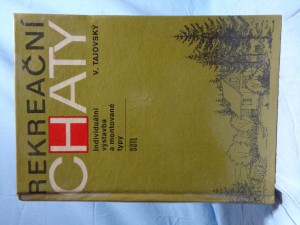 REKREAČNÍ
CHATY
V. TAJOVSKÝ
individuální
výstavba
a montované
typy
SNTL